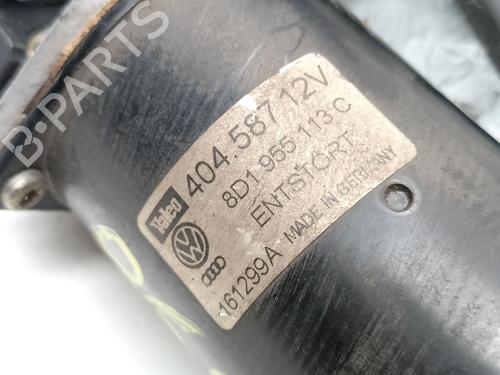 B-PARTS
Valeo
404 587 12V
8D1 955 113 C
ENTSTÖRT
161299A MADE IN GERMANY